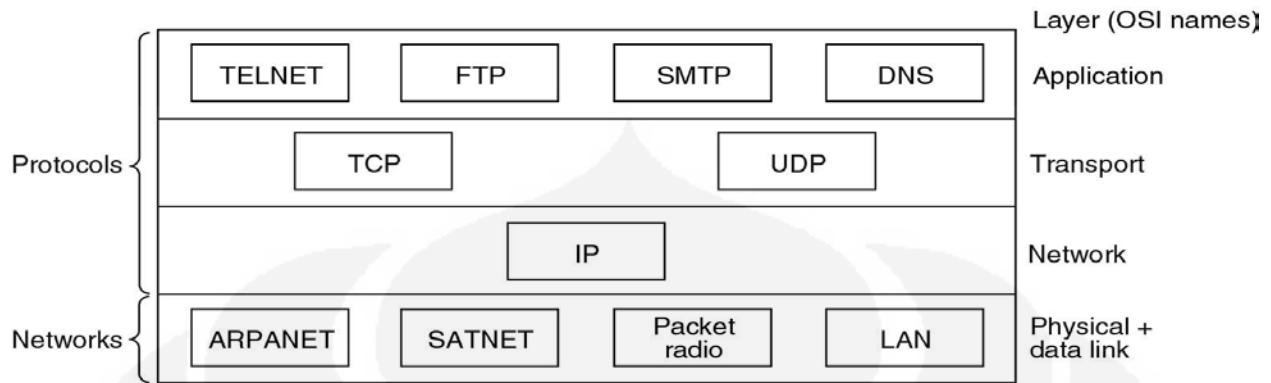 Layer (OSI names)
TELNET FTP SMTP DNS Application
Protocols TCP UDP Transport
IP Network
Networks ARPANET SATNET Packet radio LAN Physical + data link